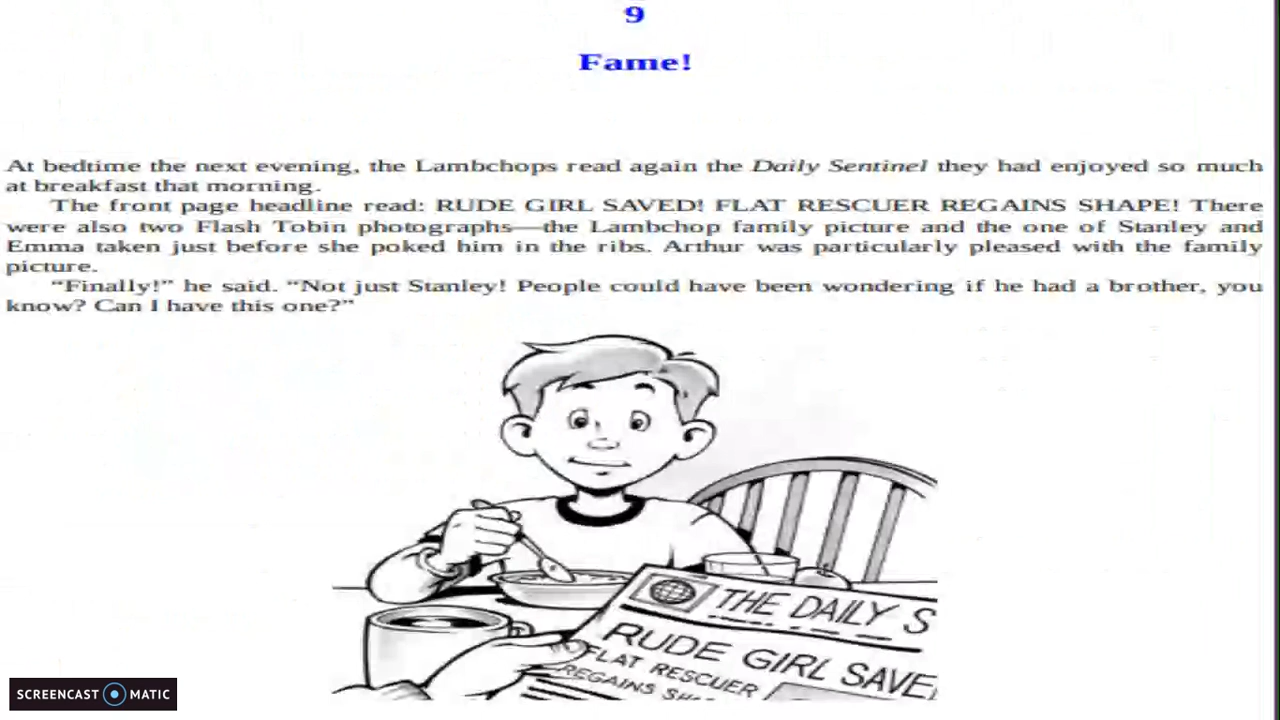 9
Fame!
At bedtime the next evening, the Lambchops read again the Daily Sentinel they had enjoyed so much
at breakfast that morning.
The front page headline read: RUDE GIRL SAVED! FLAT RESCUER REGAINS SHAPE! There
were also two Flash Tobin photographs—the Lambchop family picture and the one of Stanley and
Emma taken just before she poked him in the ribs. Arthur was particularly pleased with the family
picture.
“Finally!” he said. “Not just Stanley! People could have been wondering if he had a brother, you
know? Can I have this one?”
THE DAILY S
RUDE GIRL SAVE
FLAT RESCUER
REGAINS SH
SCREENCAST MATIC